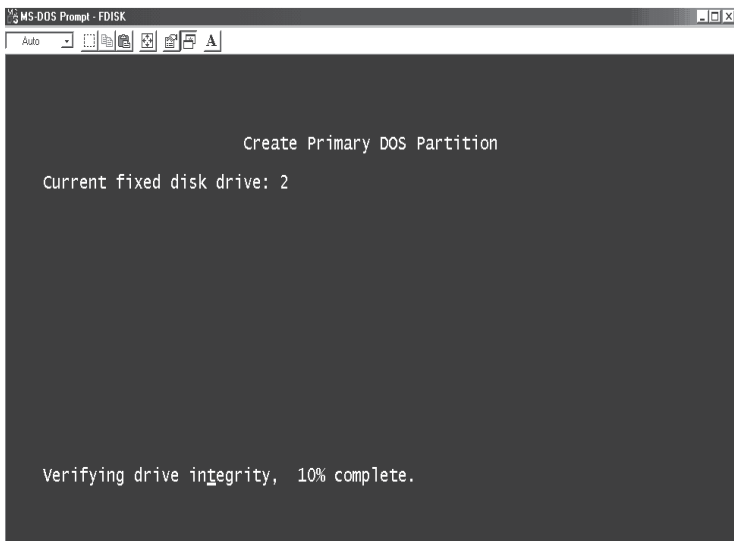 MS-DOS Prompt - FDISK
Auto
A
Create Primary DOS Partition
Current fixed disk drive: 2
Verifying drive integrity, 10% complete.